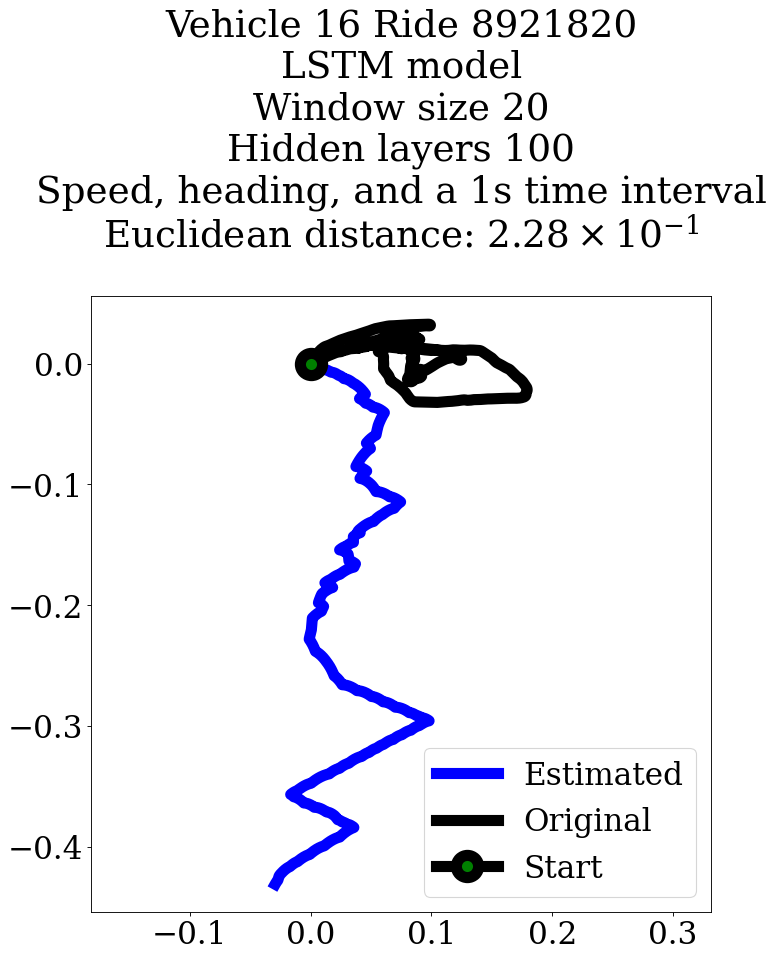 Vehicle 16 Ride 8921820
LSTM model
Window size 20
Hidden layers 100
Speed, heading, and a 1s time interval
Euclidean distance: 2.28 × 10⁻¹
0.0
−0.1
−0.2
−0.3
−0.4
Estimated
Original
Start
−0.1 0.0 0.1 0.2 0.3